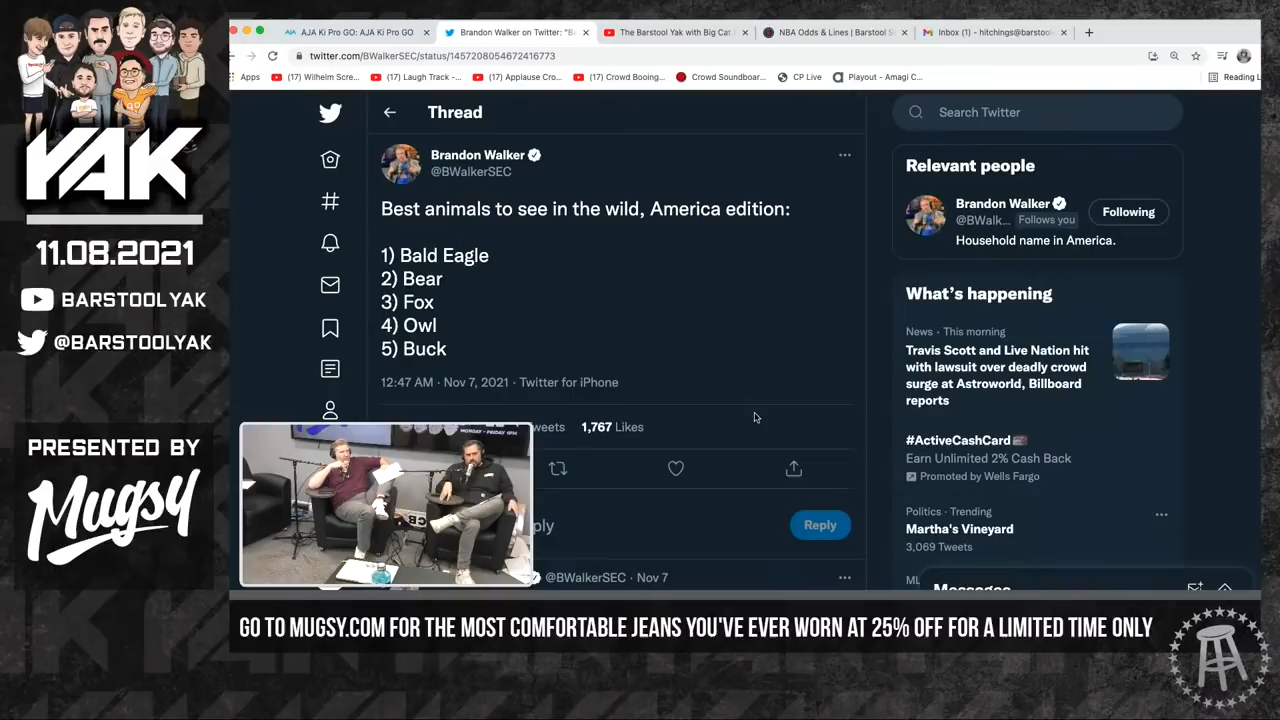 YAK
11.08.2021
BARSTOOLYAK
@BARSTOOLYAK
PRESENTED BY
Mugsy
AJA Ki Pro GO: AJA Ki Pro GO
Brandon Walker on Twitter: "B
The Barstool Yak with Big Cat
NBA Odds & Lines | Barstool S
Inbox (1) - hitchings@barstool
twitter.com/BWalkerSEC/status/1457208054672416773
Apps
(17) Wilhelm Scre...
(17) Laugh Track -...
(17) Applause Cro...
(17) Crowd Booing...
Crowd Soundboar...
CP Live
Playout – Amagi C...
Reading L
Thread
Brandon Walker
@BWalkerSEC
Best animals to see in the wild, America edition:
1) Bald Eagle
2) Bear
3) Fox
4) Owl
5) Buck
12:47 AM · Nov 7, 2021 · Twitter for iPhone
weets 1,767 Likes
ply
Reply
@BWalkerSEC · Nov 7
Search Twitter
Relevant people
Brandon Walker
@BWalk... Follows you
Following
Household name in America.
What's happening
News · This morning
Travis Scott and Live Nation hit
with lawsuit over deadly crowd
surge at Astroworld, Billboard
reports
#ActiveCashCard
Earn Unlimited 2% Cash Back
Promoted by Wells Fargo
Politics · Trending
Martha's Vineyard
3,069 Tweets
Messages
MONDAY - FRIDAY 1PM
GO TO MUGSY.COM FOR THE MOST COMFORTABLE JEANS YOU'VE EVER WORN AT 25% OFF FOR A LIMITED TIME ONLY